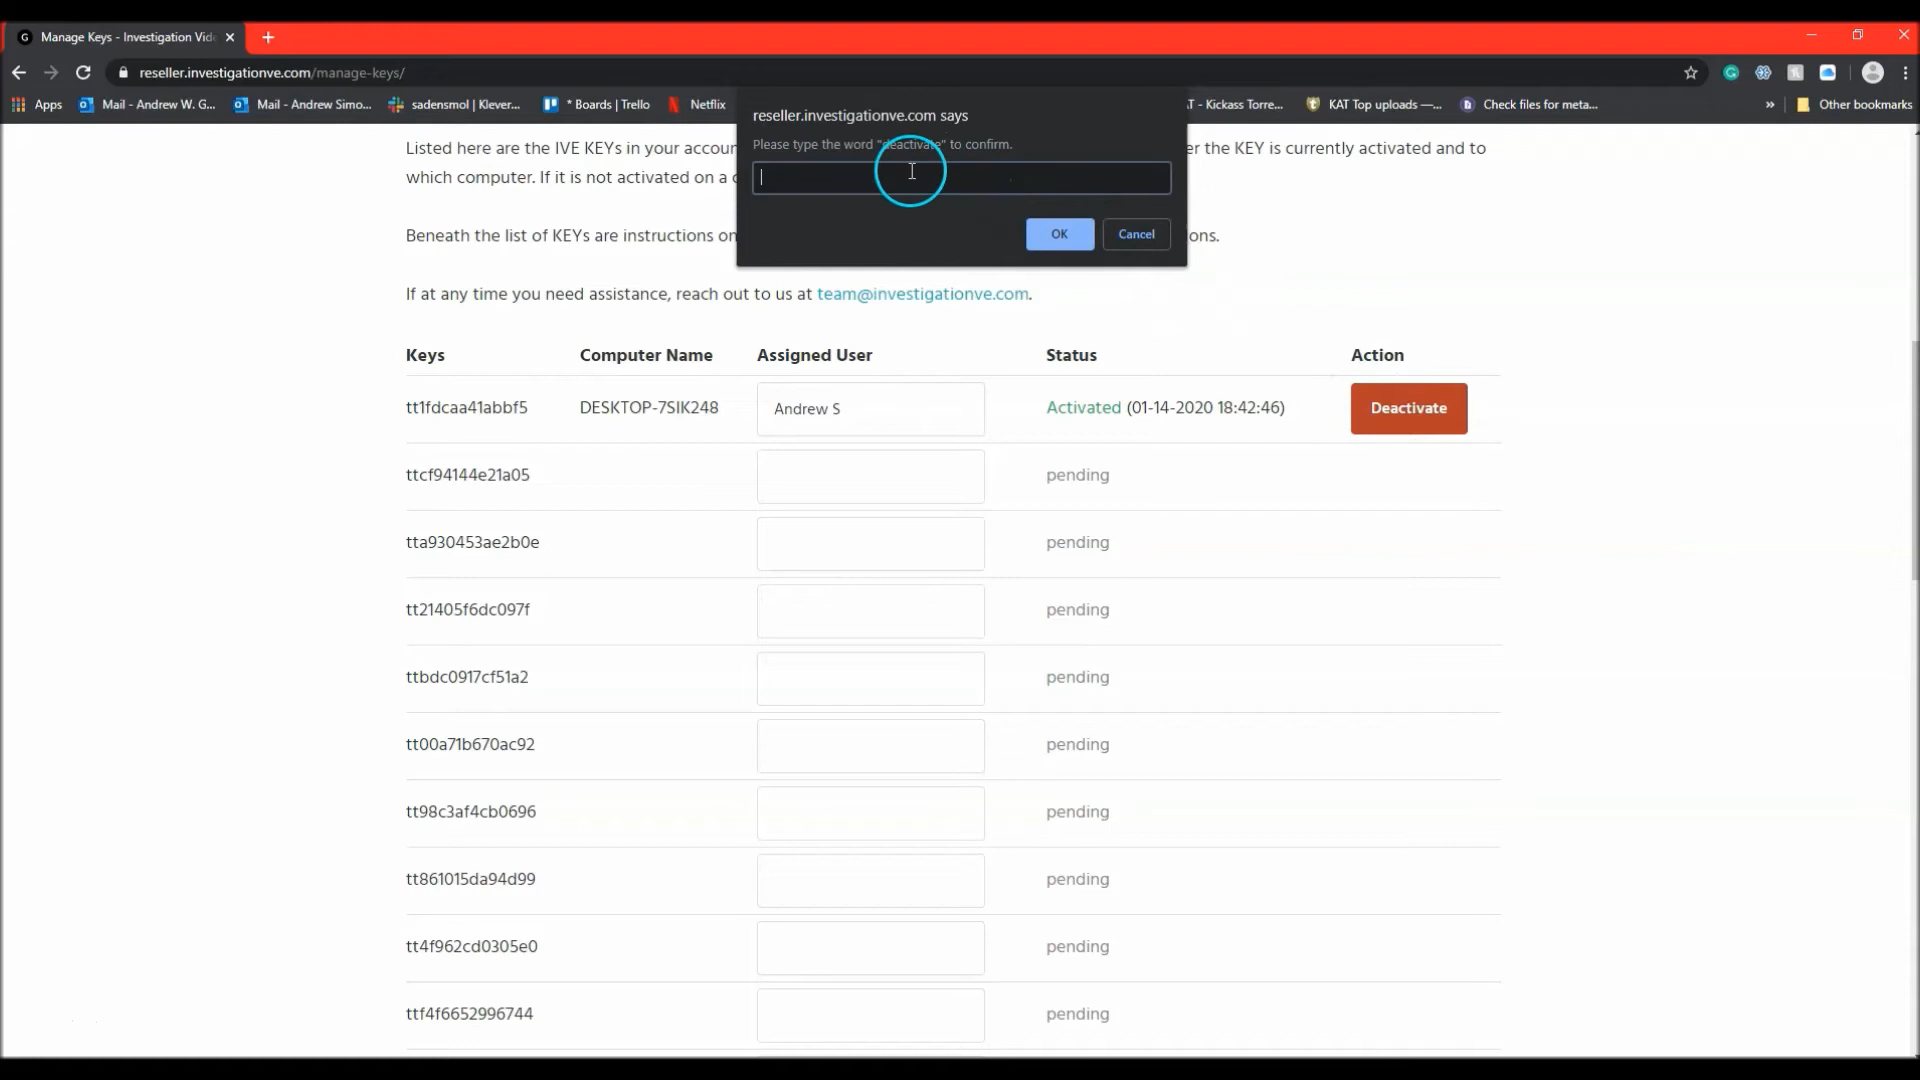 Manage Keys - Investigation Vid
reseller.investigationve.com/manage-keys/
Apps Mail - Andrew W. G... Mail - Andrew Simo... sadensmol | Klever... * Boards | Trello Netflix - Kickass Torre... KAT Top uploads —... Check files for meta... » Other bookmarks
reseller.investigationve.com says
Please type the word "deactivate" to confirm.
OK Cancel
Listed here are the IVE KEYs in your accoun the KEY is currently activated and to
which computer. If it is not activated on a
Beneath the list of KEYs are instructions on ons.
If at any time you need assistance, reach out to us at team@investigationve.com.
Keys Computer Name Assigned User Status Action
tt1fdcaa41abbf5 DESKTOP-7SIK248 Andrew S Activated (01-14-2020 18:42:46) Deactivate
ttcf94144e21a05 pending
tta930453ae2b0e pending
tt21405f6dc097f pending
ttbdc0917cf51a2 pending
tt00a71b670ac92 pending
tt98c3af4cb0696 pending
tt861015da94d99 pending
tt4f962cd0305e0 pending
ttf4f6652996744 pending